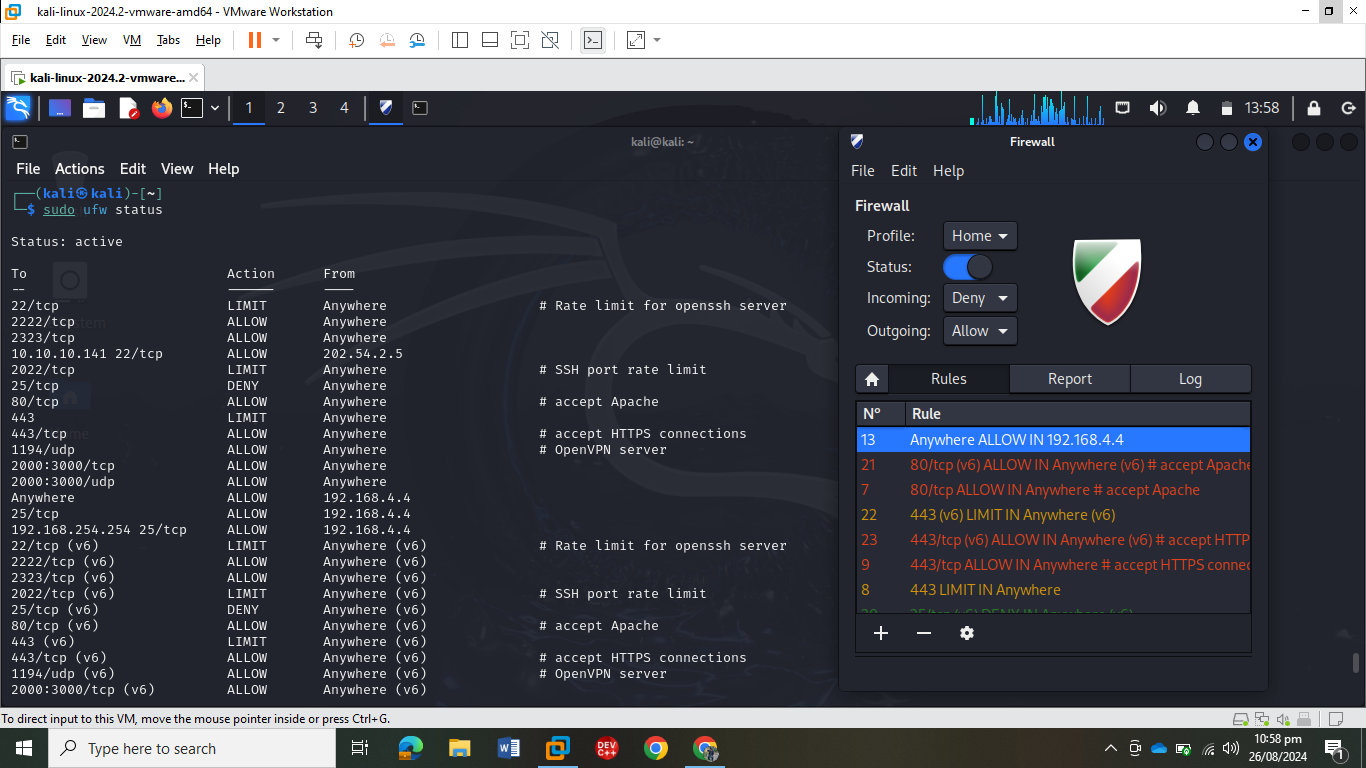 kali-linux-2024.2-vmware-amd64 - VMware Workstation
File Edit View VM Tabs Help
kali-linux-2024.2-vmware...
1 2 3 4 13:58
kali@kali: ~
File Actions Edit View Help
┌──(kali㉿kali)-[~]
└─$ sudo ufw status
Status: active
To Action From
-- ------ ----
22/tcp LIMIT Anywhere # Rate limit for openssh server
2222/tcp ALLOW Anywhere
2323/tcp ALLOW Anywhere
10.10.10.141 22/tcp ALLOW 202.54.2.5
2022/tcp LIMIT Anywhere # SSH port rate limit
25/tcp DENY Anywhere
80/tcp ALLOW Anywhere # accept Apache
443 LIMIT Anywhere
443/tcp ALLOW Anywhere # accept HTTPS connections
1194/udp ALLOW Anywhere # OpenVPN server
2000:3000/tcp ALLOW Anywhere
2000:3000/udp ALLOW Anywhere
Anywhere ALLOW 192.168.4.4
25/tcp ALLOW 192.168.4.4
192.168.254.254 25/tcp ALLOW 192.168.4.4
22/tcp (v6) LIMIT Anywhere (v6) # Rate limit for openssh server
2222/tcp (v6) ALLOW Anywhere (v6)
2323/tcp (v6) ALLOW Anywhere (v6)
2022/tcp (v6) LIMIT Anywhere (v6) # SSH port rate limit
25/tcp (v6) DENY Anywhere (v6)
80/tcp (v6) ALLOW Anywhere (v6) # accept Apache
443 (v6) LIMIT Anywhere (v6)
443/tcp (v6) ALLOW Anywhere (v6) # accept HTTPS connections
1194/udp (v6) ALLOW Anywhere (v6) # OpenVPN server
2000:3000/tcp (v6) ALLOW Anywhere (v6)
Firewall
File Edit Help
Firewall
Profile: Home
Status:
Incoming: Deny
Outgoing: Allow
Rules Report Log
Nº Rule
13 Anywhere ALLOW IN 192.168.4.4
21 80/tcp (v6) ALLOW IN Anywhere (v6) # accept Apache
7 80/tcp ALLOW IN Anywhere # accept Apache
22 443 (v6) LIMIT IN Anywhere (v6)
23 443/tcp (v6) ALLOW IN Anywhere (v6) # accept HTTP
9 443/tcp ALLOW IN Anywhere # accept HTTPS connec
8 443 LIMIT IN Anywhere
20 25/tcp (v6) DENY IN Anywhere (v6)
To direct input to this VM, move the mouse pointer inside or press Ctrl+G.
Type here to search
DEV C++
10:58 pm
26/08/2024
1